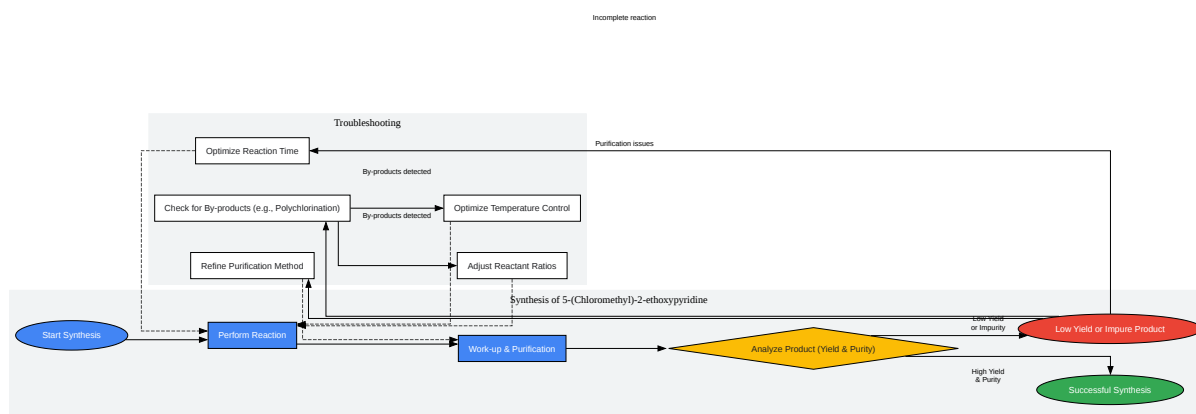 Incomplete reaction
Troubleshooting
Optimize Reaction Time
Purification issues
By-products detected
Check for By-products (e.g., Polychlorination)
Optimize Temperature Control
By-products detected
Refine Purification Method
Adjust Reactant Ratios
Synthesis of 5-(Chloromethyl)-2-ethoxypyridine
Start Synthesis
Perform Reaction
Work-up & Purification
Analyze Product (Yield & Purity)
Low Yield
or Impurity
Low Yield or Impure Product
High Yield
& Purity
Successful Synthesis